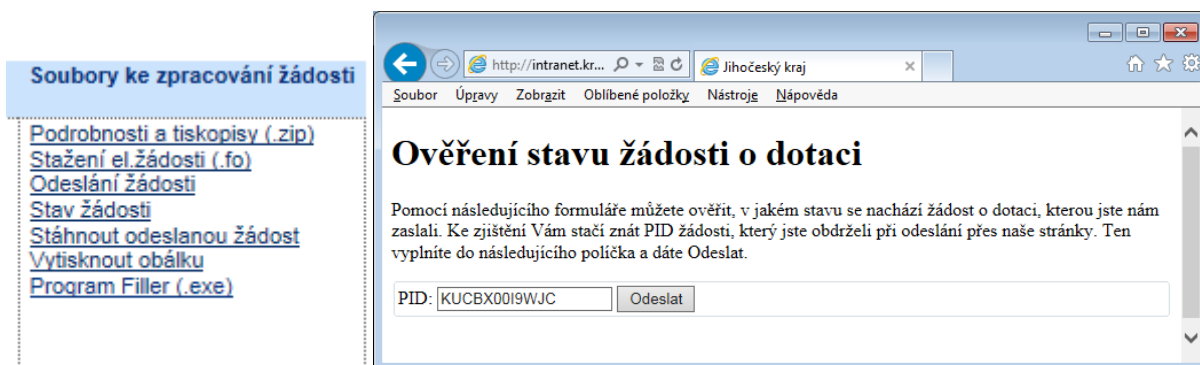 Soubory ke zpracování žádosti
Podrobnosti a tiskopisy (.zip)
Stažení el.žádosti (.fo)
Odeslání žádosti
Stav žádosti
Stáhnout odeslanou žádost
Vytisknout obálku
Program Filler (.exe)
http://intranet.kr...
Jihočeský kraj
Soubor Úpravy Zobrazit Oblíbené položky Nástroje Nápověda
Ověření stavu žádosti o dotaci
Pomocí následujícího formuláře můžete ověřit, v jakém stavu se nachází žádost o dotaci, kterou jste nám
zaslali. Ke zjištění Vám stačí znát PID žádosti, který jste obdrželi při odeslání přes naše stránky. Ten
vyplníte do následujícího políčka a dáte Odeslat.
PID: KUCBX00I9WJC Odeslat